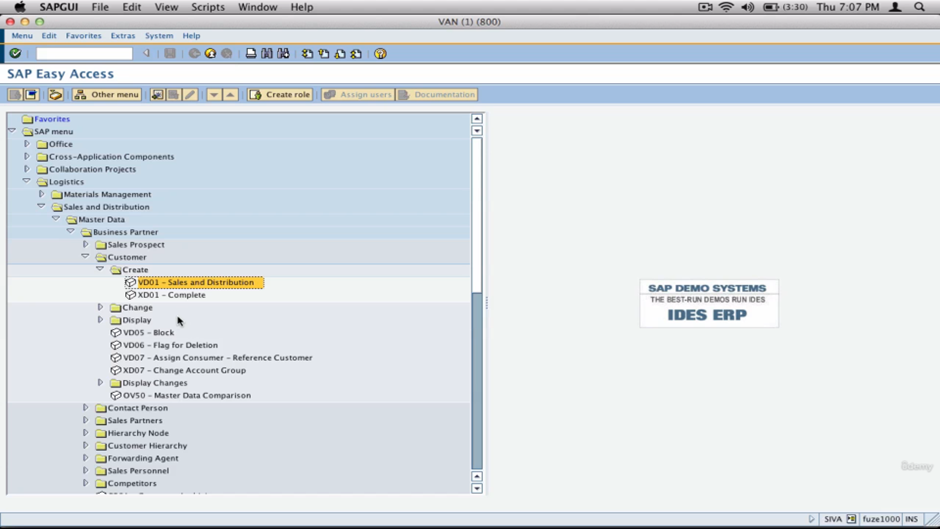 SAPGUI File Edit View Scripts Window Help (3:30) Thu 7:07 PM
VAN (1) (800)
Menu Edit Favorites Extras System Help
SAP Easy Access
Other menu Create role Assign users Documentation
Favorites
SAP menu
Office
Cross-Application Components
Collaboration Projects
Logistics
Materials Management
Sales and Distribution
Master Data
Business Partner
Sales Prospect
Customer
Create
VD01 - Sales and Distribution
XD01 - Complete
Change
Display
VD05 - Block
VD06 - Flag for Deletion
VD07 - Assign Consumer - Reference Customer
XD07 - Change Account Group
Display Changes
OV50 - Master Data Comparison
Contact Person
Sales Partners
Hierarchy Node
Customer Hierarchy
Forwarding Agent
Sales Personnel
Competitors
SAP DEMO SYSTEMS
THE BEST-RUN DEMOS RUN IDES
IDES ERP
Udemy
SIVA fuze1000 INS